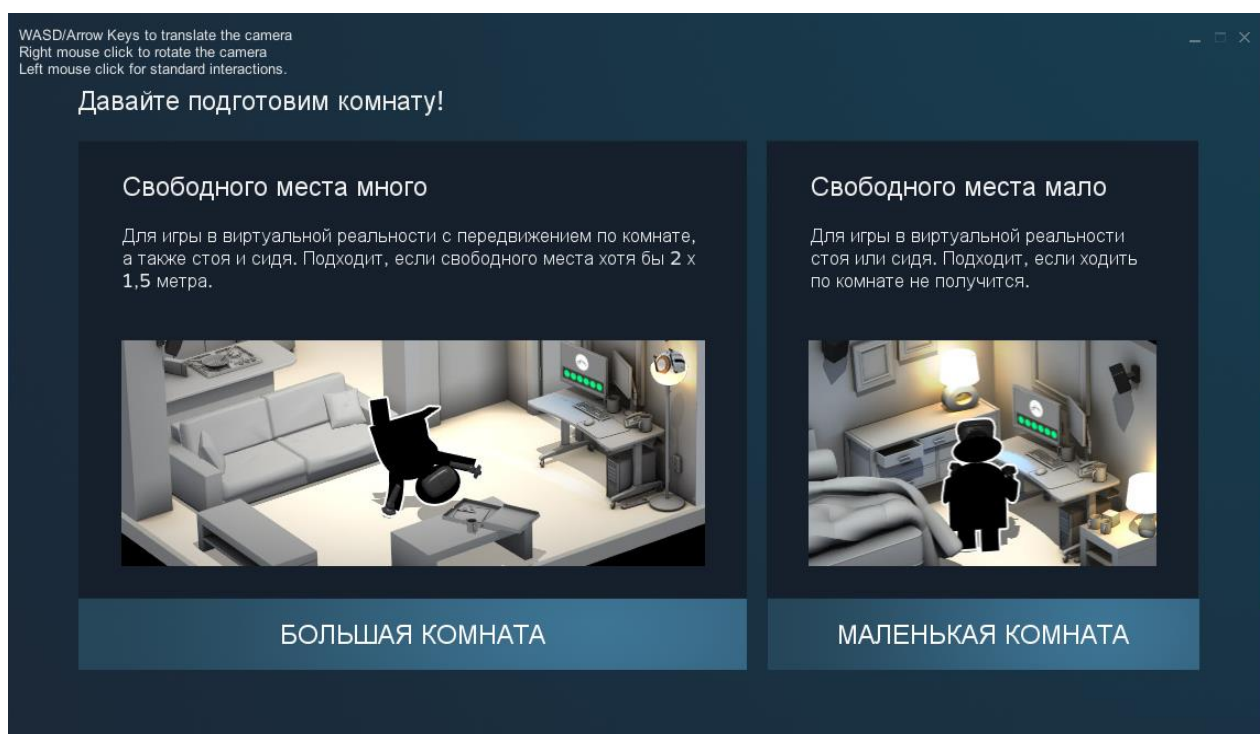 WASD/Arrow Keys to translate the camera
Right mouse click to rotate the camera
Left mouse click for standard interactions.
Давайте подготовим комнату!
Свободного места много
Для игры в виртуальной реальности с передвижением по комнате,
а также стоя и сидя. Подходит, если свободного места хотя бы 2 x
1,5 метра.
БОЛЬШАЯ КОМНАТА
Свободного места мало
Для игры в виртуальной реальности
стоя или сидя. Подходит, если ходить
по комнате не получится.
МАЛЕНЬКАЯ КОМНАТА